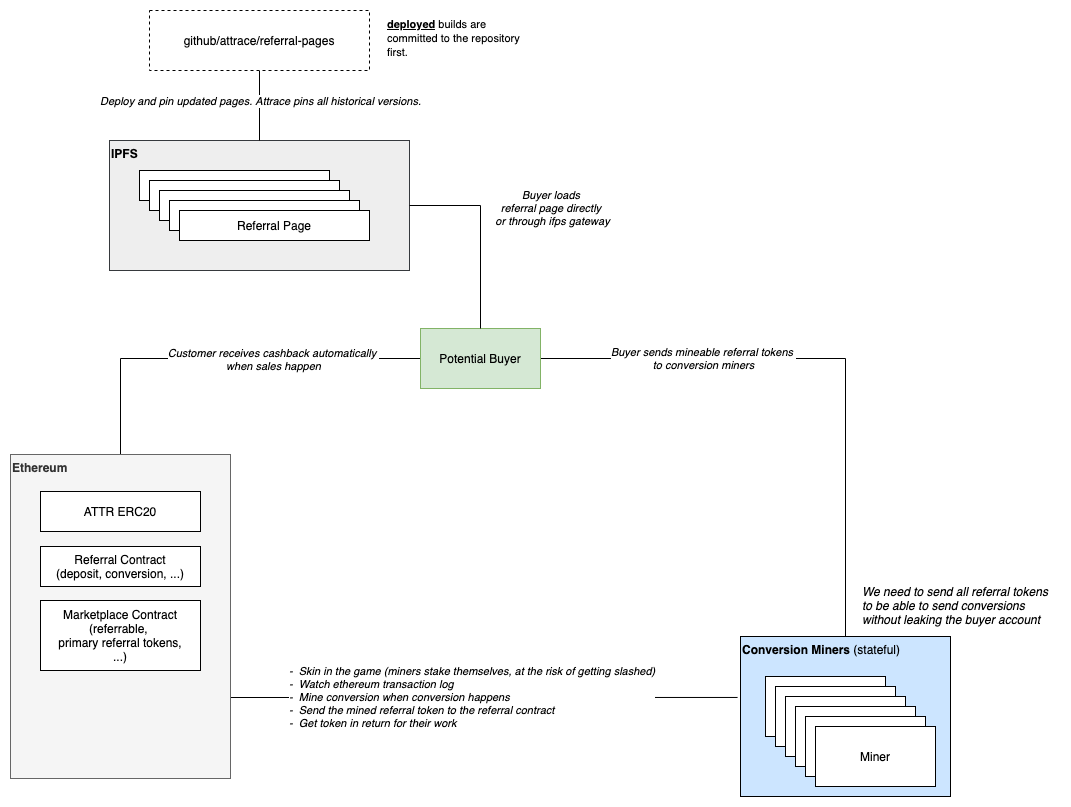 github/attrace/referral-pages
deployed builds are
committed to the repository
first.
Deploy and pin updated pages. Attrace pins all historical versions.
IPFS
Referral Page
Buyer loads
referral page directly
or through ifps gateway
Customer receives cashback automatically
when sales happen
Potential Buyer
Buyer sends mineable referral tokens
to conversion miners
Ethereum
ATTR ERC20
Referral Contract
(deposit, conversion, ...)
Marketplace Contract
(referrable,
primary referral tokens,
...)
We need to send all referral tokens
to be able to send conversions
without leaking the buyer account
- Skin in the game (miners stake themselves, at the risk of getting slashed)
- Watch ethereum transaction log
- Mine conversion when conversion happens
- Send the mined referral token to the referral contract
- Get token in return for their work
Conversion Miners (stateful)
Miner